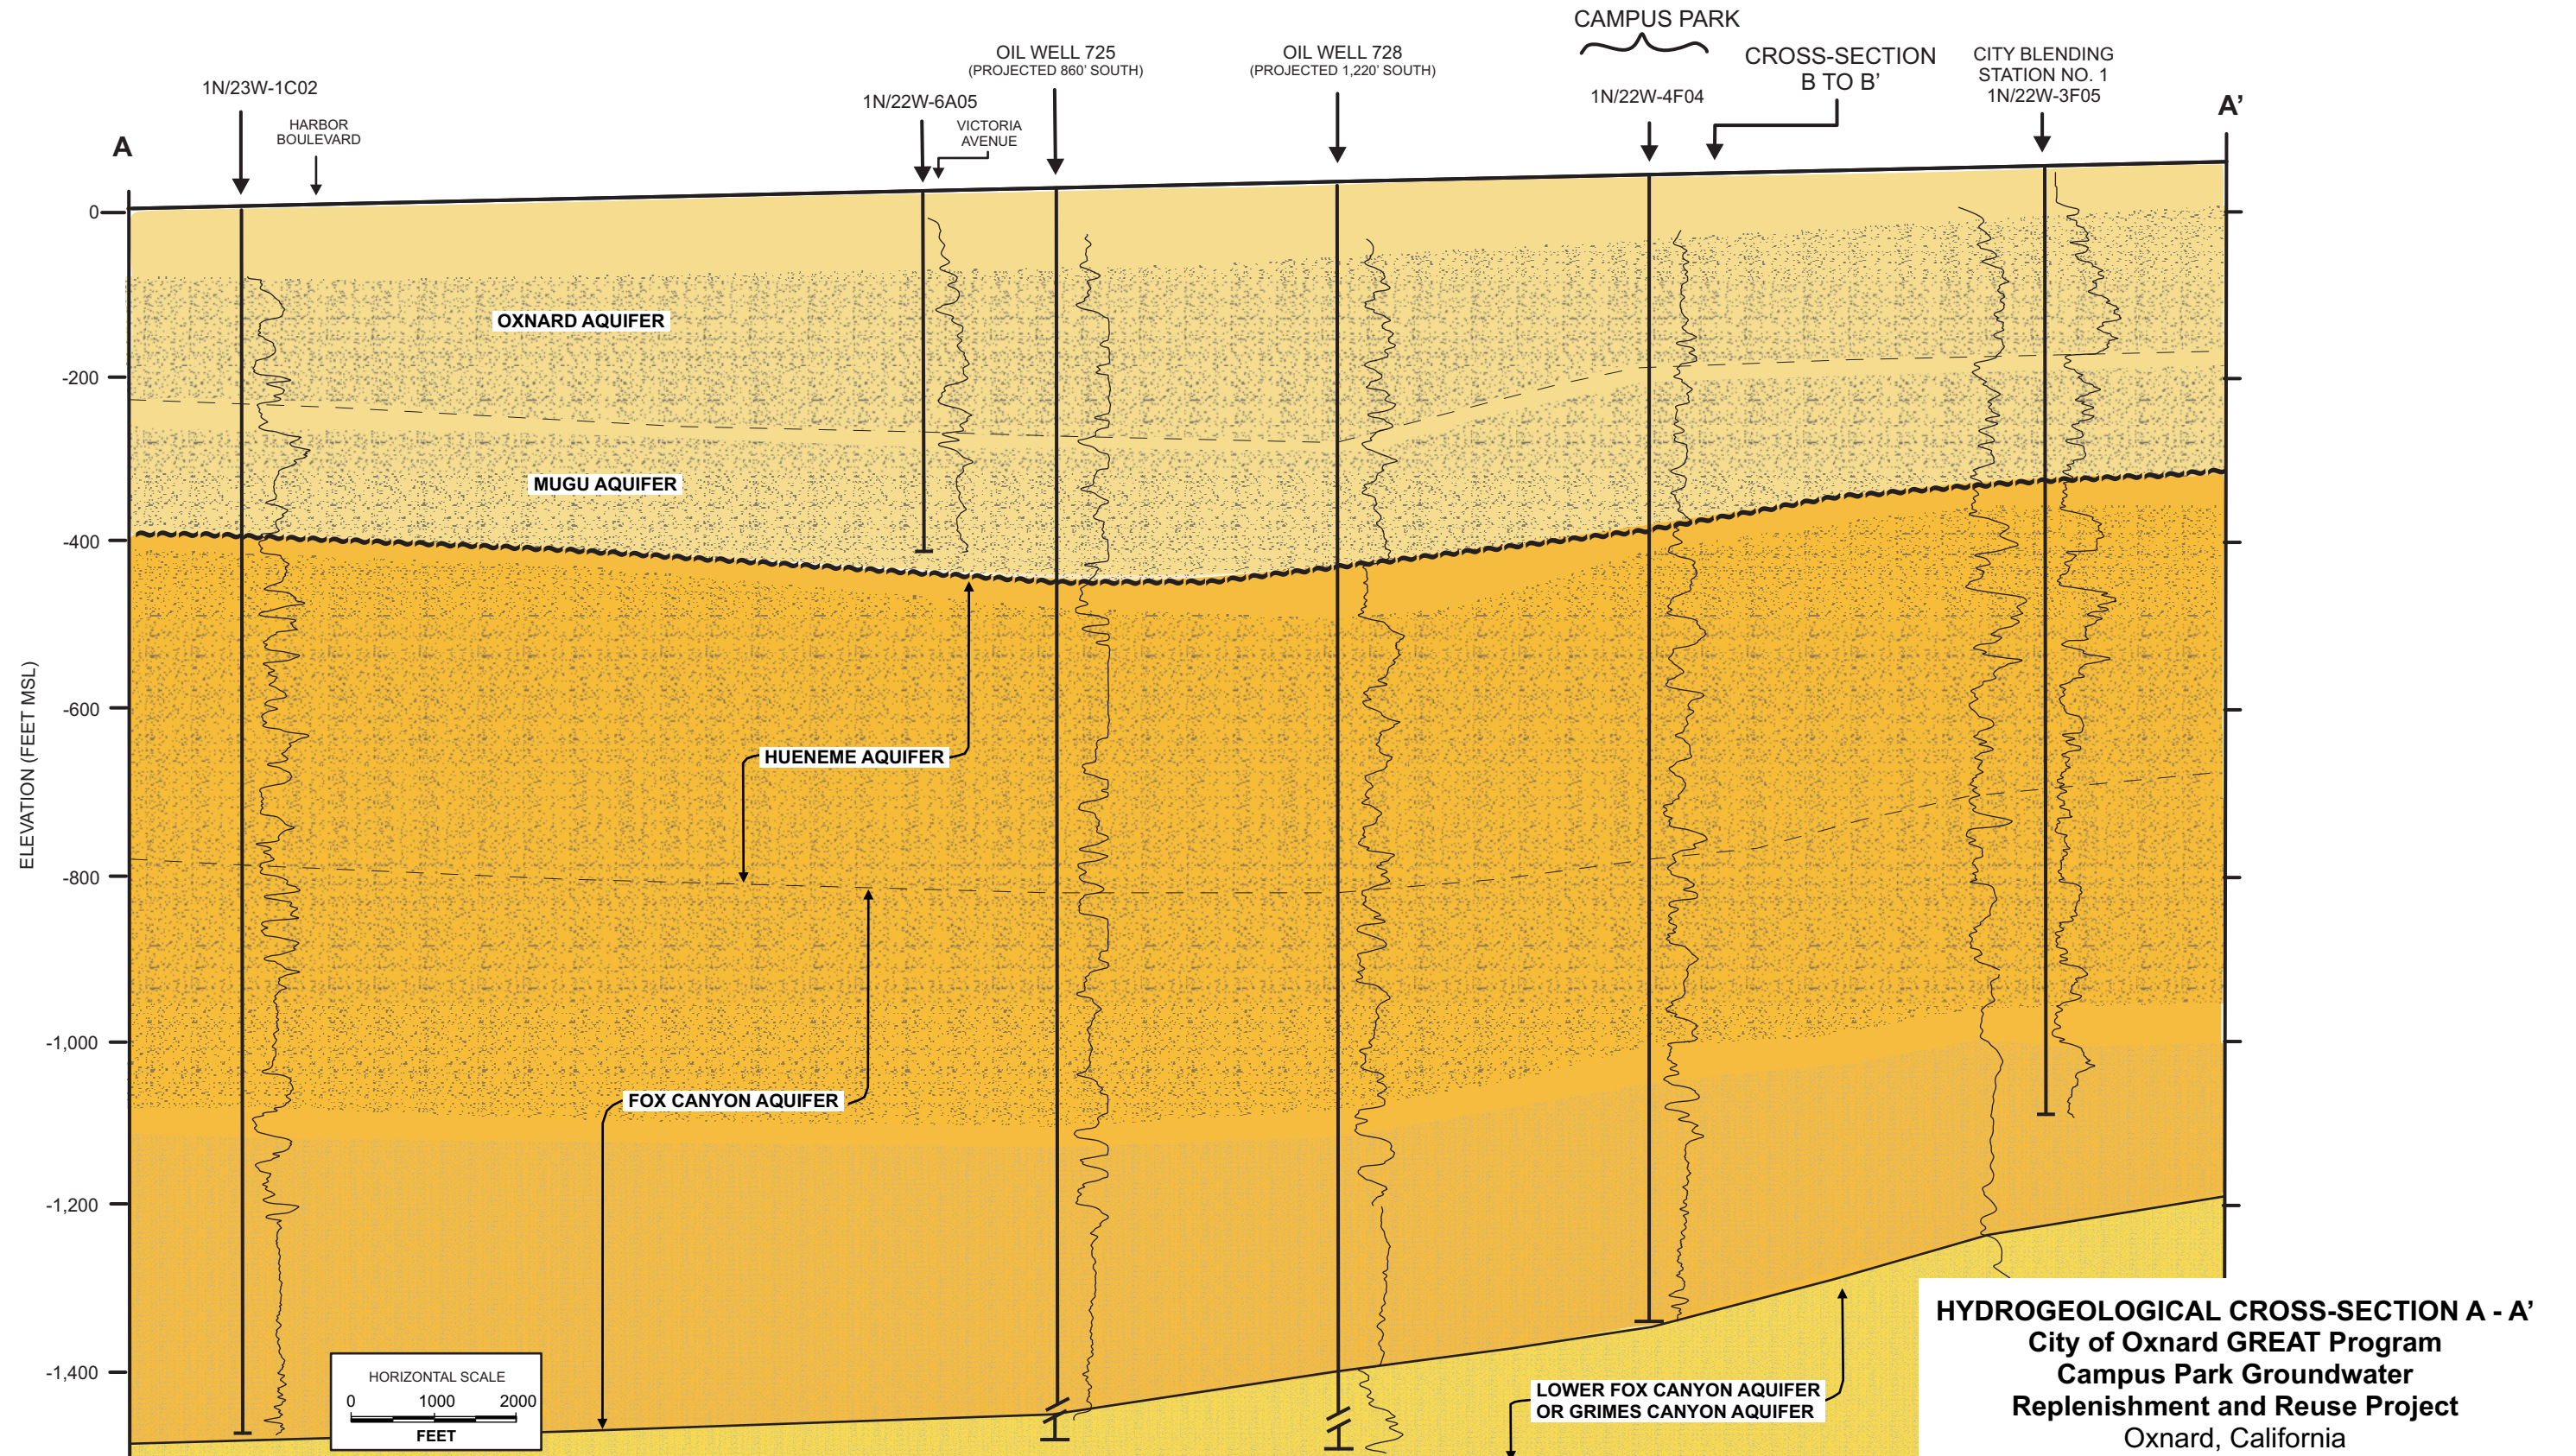 CAMPUS PARK
OIL WELL 725
(PROJECTED 860' SOUTH)
OIL WELL 728
(PROJECTED 1,220' SOUTH)
CROSS-SECTION
B TO B'
CITY BLENDING
STATION NO. 1
1N/22W-3F05
1N/23W-1C02
1N/22W-6A05
1N/22W-4F04
A'
HARBOR
BOULEVARD
VICTORIA
AVENUE
A
0
OXNARD AQUIFER
-200
MUGU AQUIFER
-400
ELEVATION (FEET MSL)
-600
HUENEME AQUIFER
-800
-1,000
FOX CANYON AQUIFER
-1,200
-1,400
HORIZONTAL SCALE
0 1000 2000
FEET
LOWER FOX CANYON AQUIFER
OR GRIMES CANYON AQUIFER
HYDROGEOLOGICAL CROSS-SECTION A - A'
City of Oxnard GREAT Program
Campus Park Groundwater
Replenishment and Reuse Project
Oxnard, California